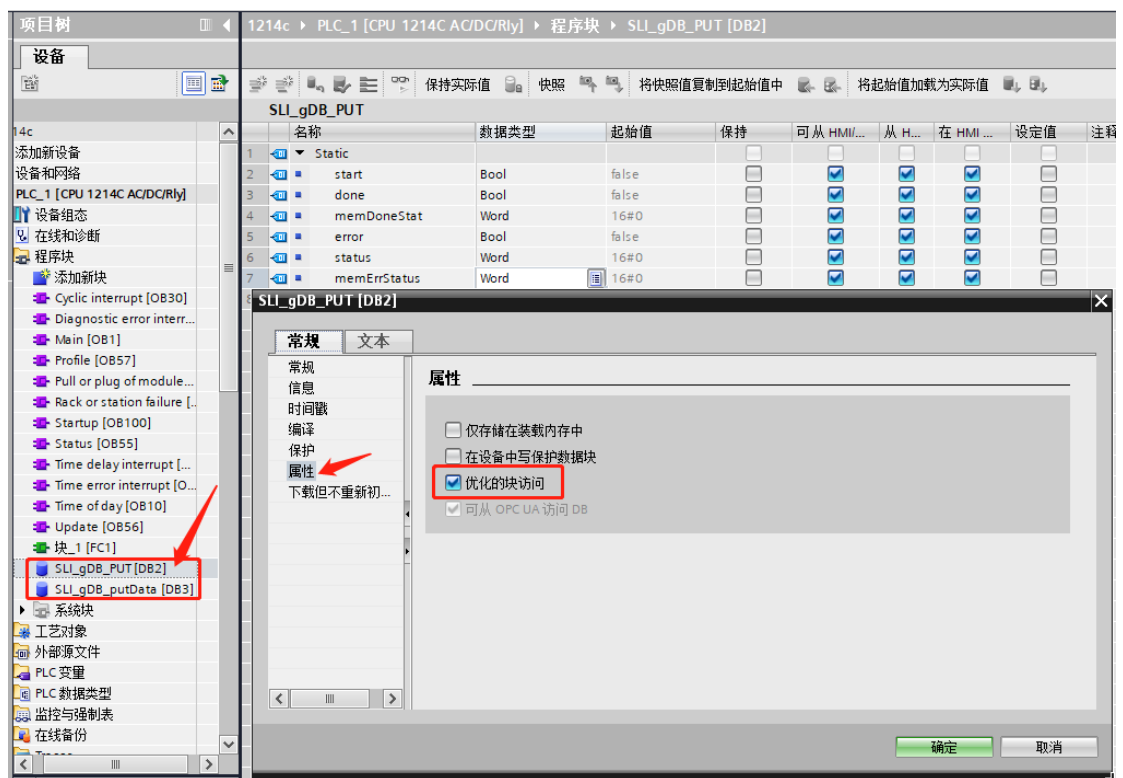 项目树
1214c ▸ PLC_1 [CPU 1214C AC/DC/Rly] ▸ 程序块 ▸ SLI_gDB_PUT [DB2]
设备
保持实际值 快照 将快照值复制到起始值中 将起始值加载为实际值
SLI_gDB_PUT
名称 数据类型 起始值 保持 可从 HMI/... 从 H... 在 HMI ... 设定值 注释
1 Static
2 start Bool false
3 done Bool false
4 memDoneStat Word 16#0
5 error Bool false
6 status Word 16#0
7 memErrStatus Word 16#0
14c
添加新设备
设备和网络
PLC_1 [CPU 1214C AC/DC/Rly]
设备组态
在线和诊断
程序块
添加新块
Cyclic interrupt [OB30]
Diagnostic error interr...
Main [OB1]
Profile [OB57]
Pull or plug of module...
Rack or station failure [..
Startup [OB100]
Status [OB55]
Time delay interrupt [...
Time error interrupt [O...
Time of day [OB10]
Update [OB56]
块_1 [FC1]
SLI_gDB_PUT [DB2]
SLI_gDB_putData [DB3]
系统块
工艺对象
外部源文件
PLC 变量
PLC 数据类型
监控与强制表
在线备份
Traces
SLI_gDB_PUT [DB2]
常规 文本
常规
信息
时间戳
编译
保护
属性
下载但不重新初...
属性
仅存储在装载内存中
在设备中写保护数据块
优化的块访问
可从 OPC UA 访问 DB
确定 取消